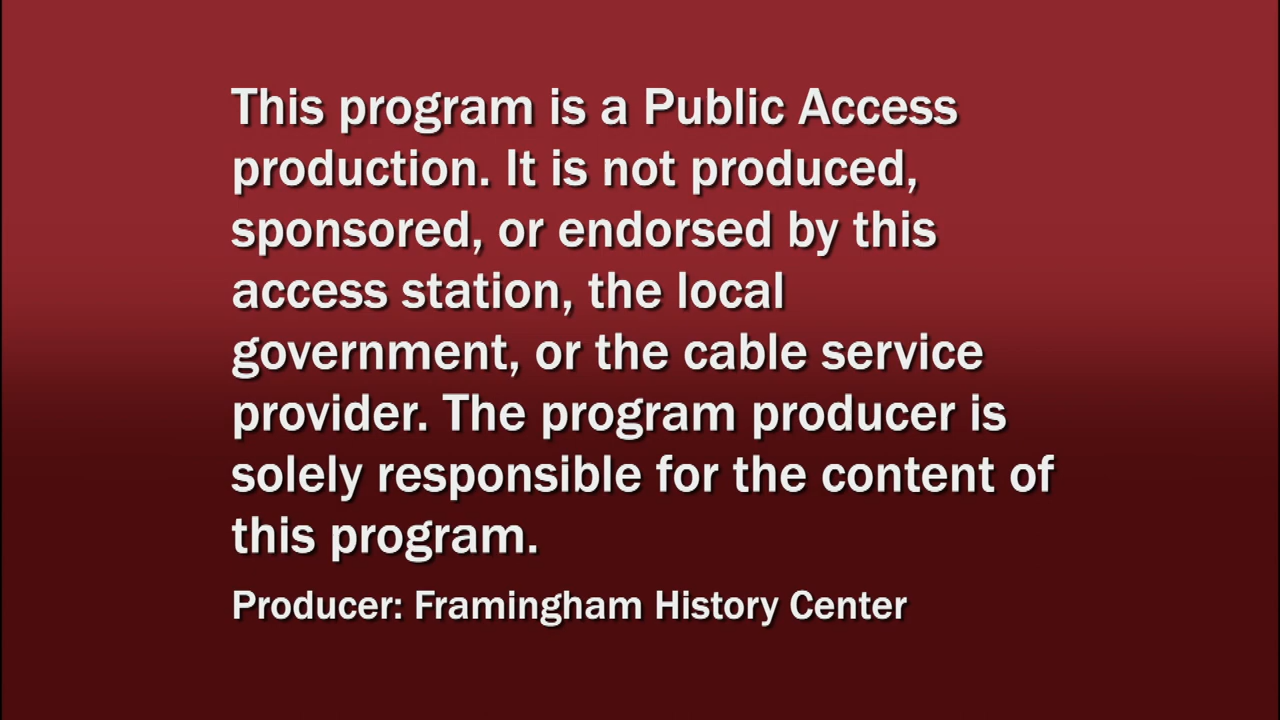 This program is a Public Access
production. It is not produced,
sponsored, or endorsed by this
access station, the local
government, or the cable service
provider. The program producer is
solely responsible for the content of
this program.
Producer: Framingham History Center